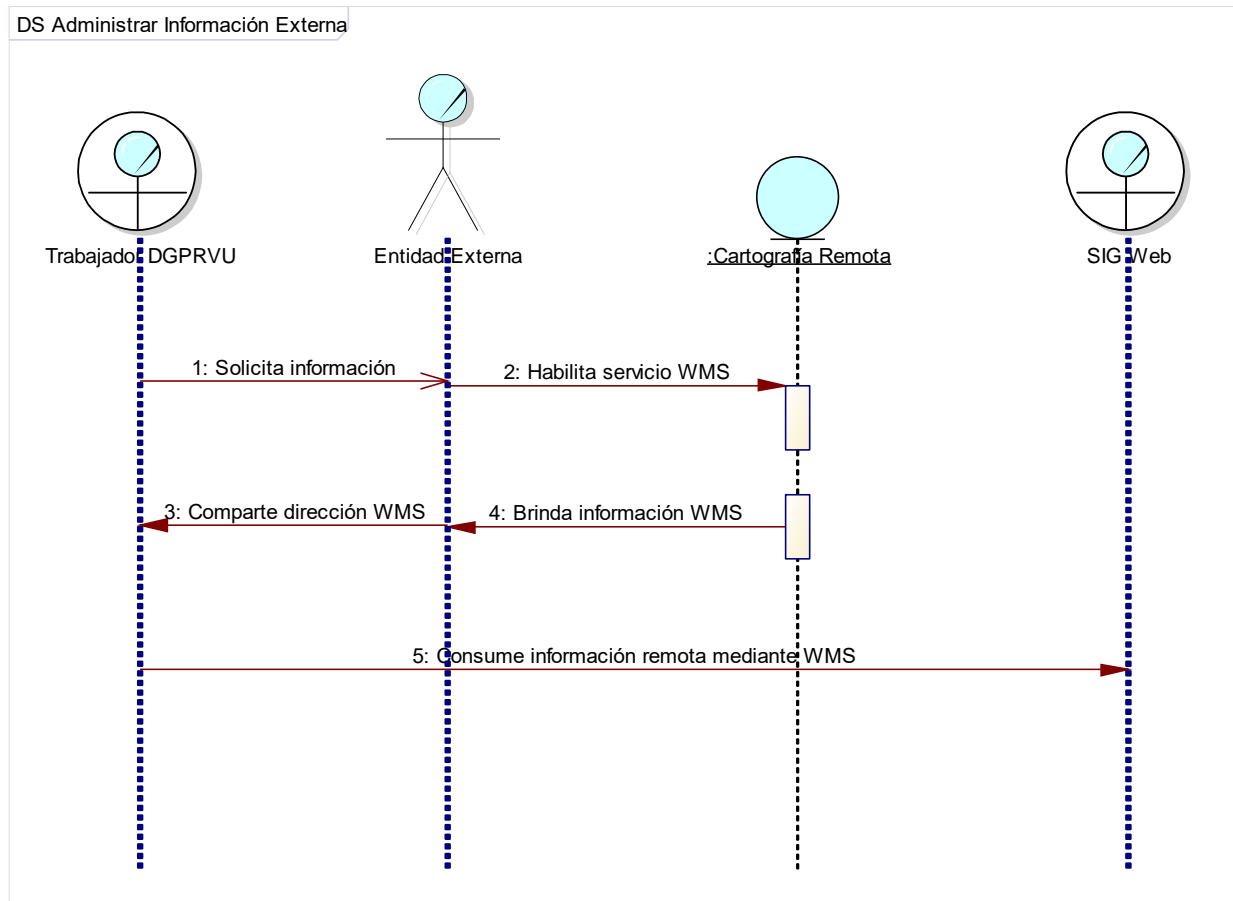 DS Administrar Información Externa
Trabajador DGPRVU
Entidad Externa
:Cartografía Remota
SIG Web
1: Solicita información
2: Habilita servicio WMS
3: Comparte dirección WMS
4: Brinda información WMS
5: Consume información remota mediante WMS